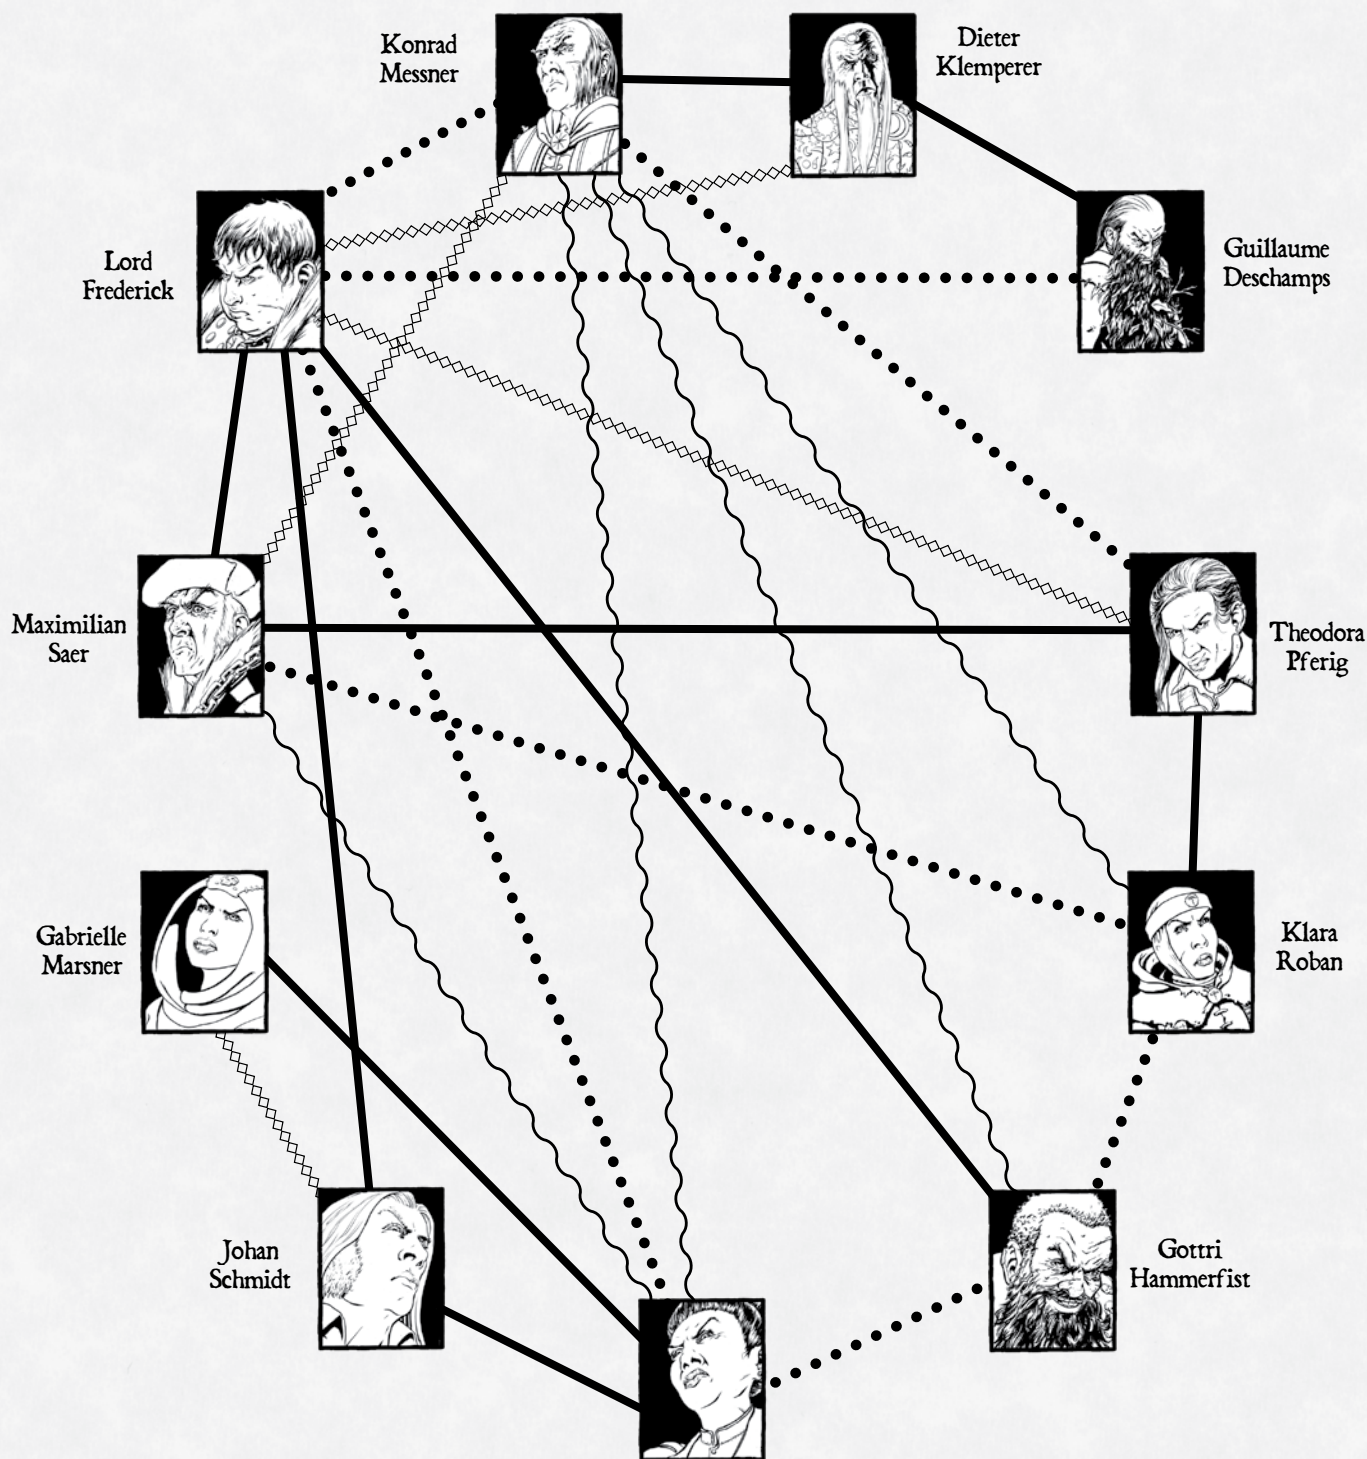 Konrad
Messner
Dieter
Klemperer
Lord
Frederick
Guillaume
Deschamps
Maximilian
Saer
Theodora
Pferig
Gabrielle
Marsner
Klara
Roban
Johan
Schmidt
Gottri
Hammerfist